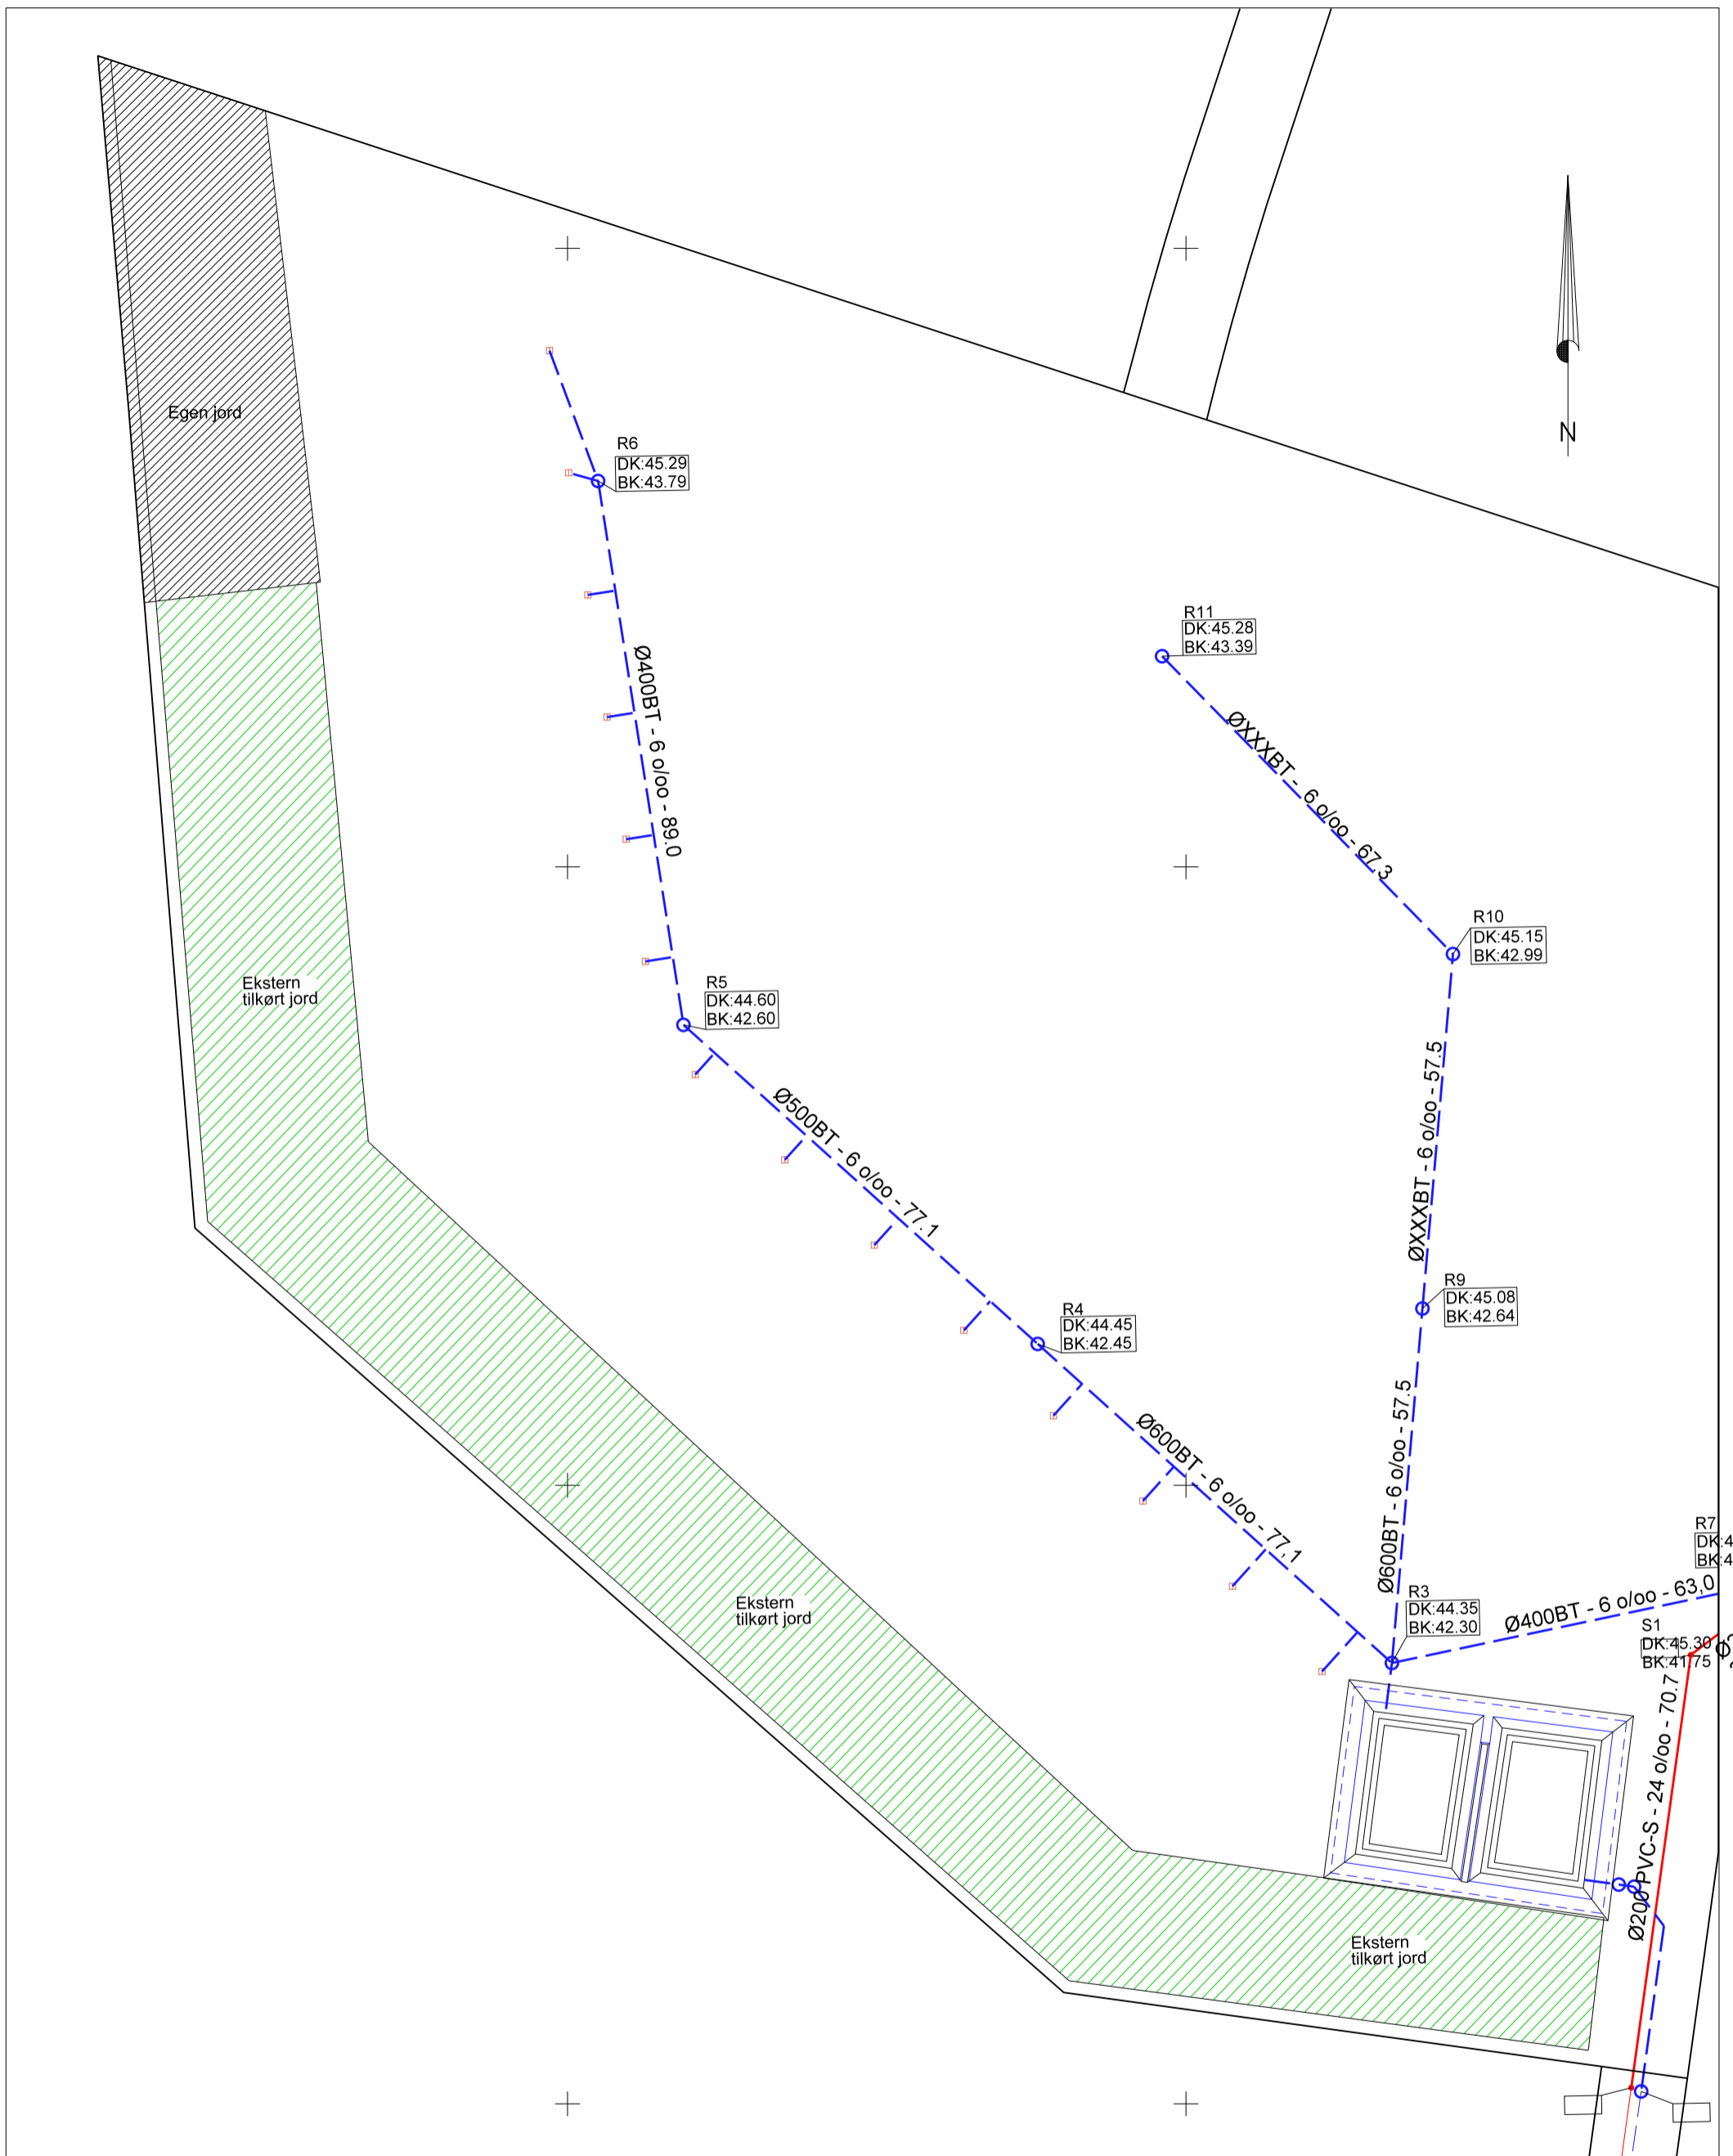 N
Egen jord
R6
DK:45.29
BK:43.79
R11
DK:45.28
BK:43.39
Ø400BT - 6 o/oo - 89.0
ØXXXBT - 6 o/oo - 67.3
R10
DK:45.15
BK:42.99
Ekstern
tilkørt jord
R5
DK:44.60
BK:42.60
Ø500BT - 6 o/oo - 77.1
ØXXXBT - 6 o/oo - 57.5
R9
DK:45.08
BK:42.64
R4
DK:44.45
BK:42.45
Ø600BT - 6 o/oo - 77,1
Ø600BT - 6 o/oo - 57.5
R7
DK:4
BK:4
R3
DK:44.35
BK:42.30
Ø400BT - 6 o/oo - 63,0
Ekstern
tilkørt jord
S1
DK:45.30
BK:41.75
Ø200 PVC-S - 24 o/oo - 70.7
Ekstern
tilkørt jord